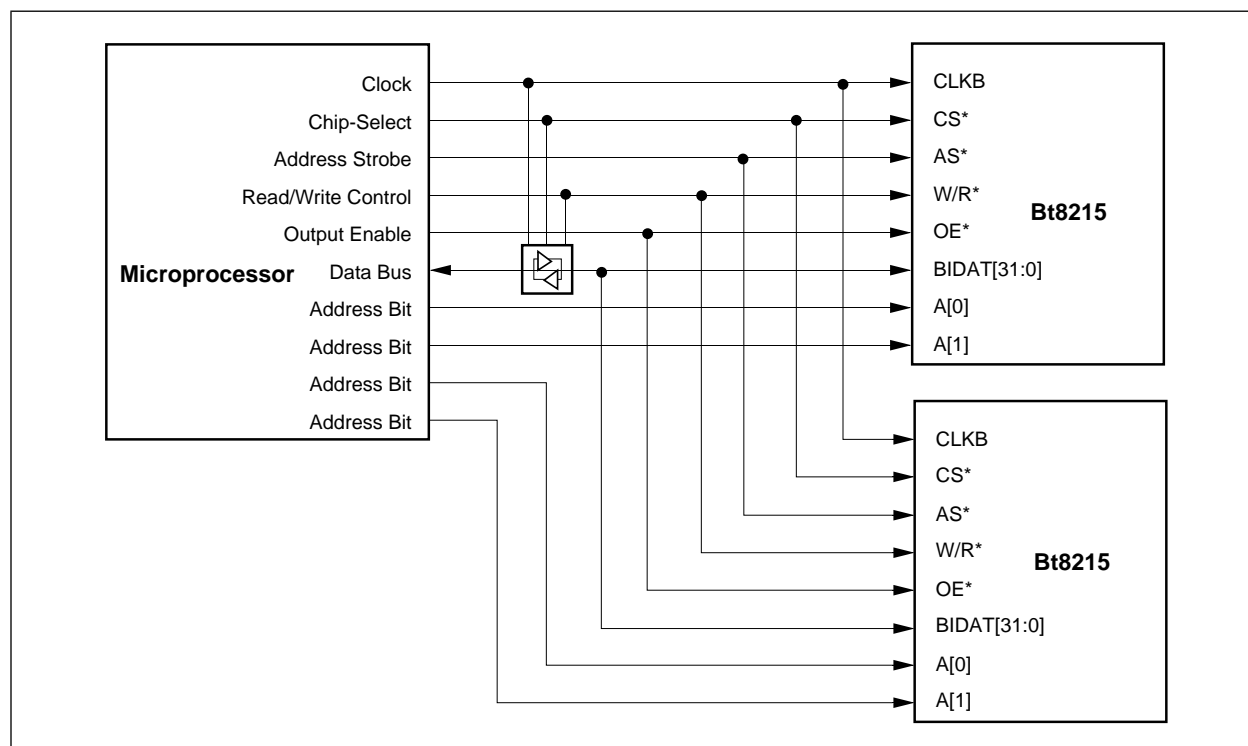 Microprocessor
Clock
Chip-Select
Address Strobe
Read/Write Control
Output Enable
Data Bus
Address Bit
Address Bit
Address Bit
Address Bit
Bt8215
CLKB
CS*
AS*
W/R*
OE*
BIDAT[31:0]
A[0]
A[1]
Bt8215
CLKB
CS*
AS*
W/R*
OE*
BIDAT[31:0]
A[0]
A[1]